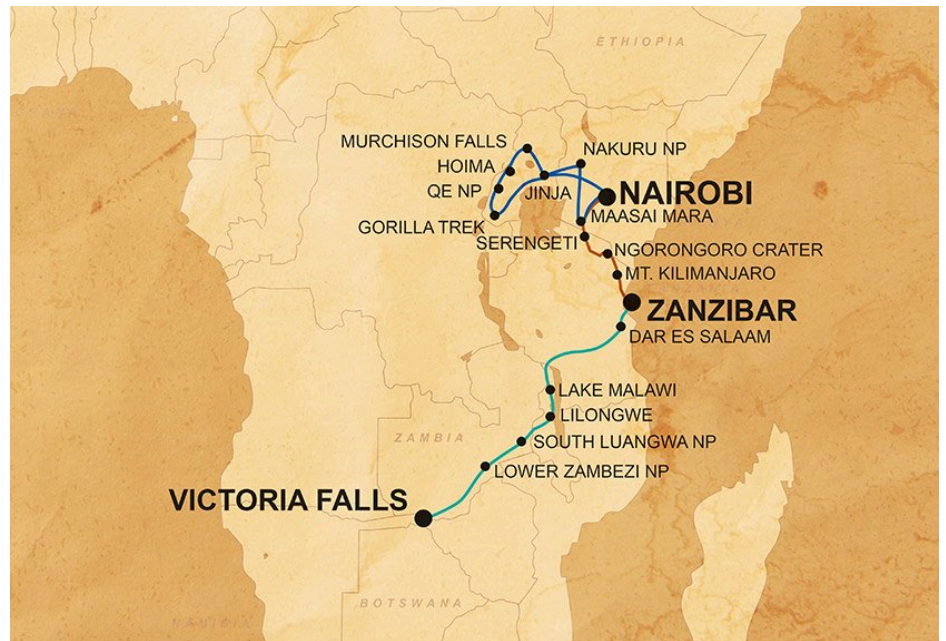 ETHIOPIA
MURCHISON FALLS
NAKURU NP
HOIMA
QE NP
JINJA
NAIROBI
MAASAI MARA
GORILLA TREK
SERENGETI
NGORONGORO CRATER
MT. KILIMANJARO
ZANZIBAR
DAR ES SALAAM
LAKE MALAWI
LILONGWE
ZAMBIA
SOUTH LUANGWA NP
LOWER ZAMBEZI NP
VICTORIA FALLS
BOTSWANA
NAMIBIA